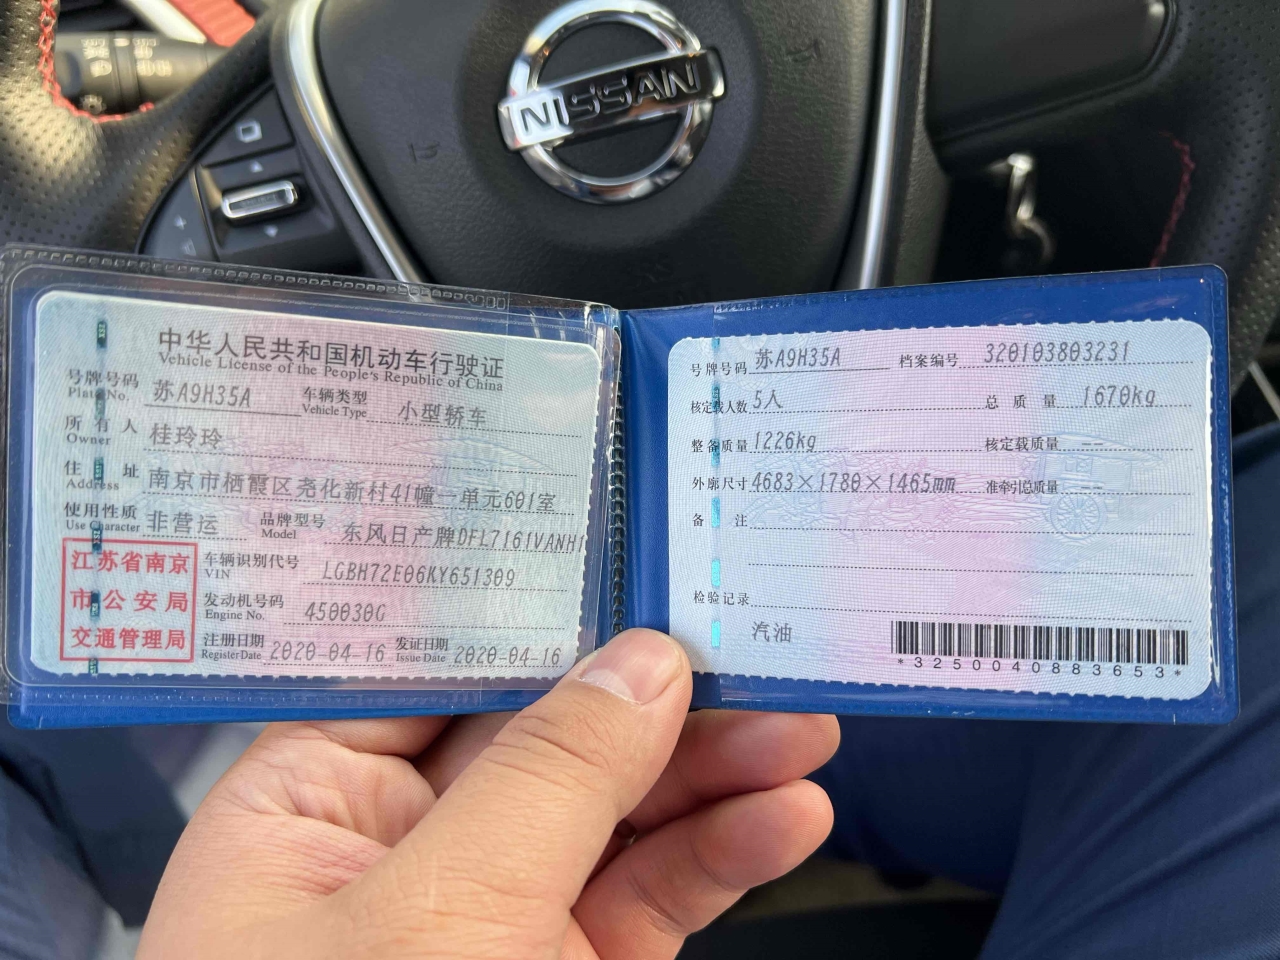 NISSAN
中华人民共和国机动车行驶证
Vehicle License of the People's Republic of China
号牌号码 苏A9H35A 车辆类型 小型轿车
Plate No. Vehicle Type
所有人 桂玲玲
Owner
住址 南京市栖霞区尧化新村41幢一单元601室
Address
使用性质 非营运 品牌型号 东风日产牌DFL7161VANH1
Use Character Model
江苏省南京
市公安局
交通管理局
车辆识别代号 LGBH72E06KY651309
VIN
发动机号码 450030G
Engine No.
注册日期 2020-04-16 发证日期 2020-04-16
Register Date Issue Date
号牌号码 苏A9H35A 档案编号 320103803231
核定载人数 5人 总质量 1670kg
整备质量 1226kg 核定载质量 --
外廓尺寸 4683×1780×1465mm 准牵引总质量 --
备注
检验记录
汽油
*3250040883653*